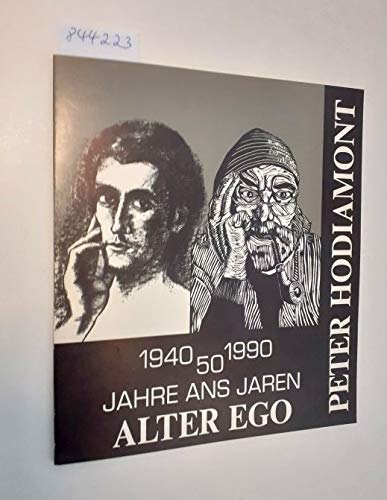 844223
1940 50 1990
JAHRE ANS JAREN
ALTER EGO
PETER HODIAMONT